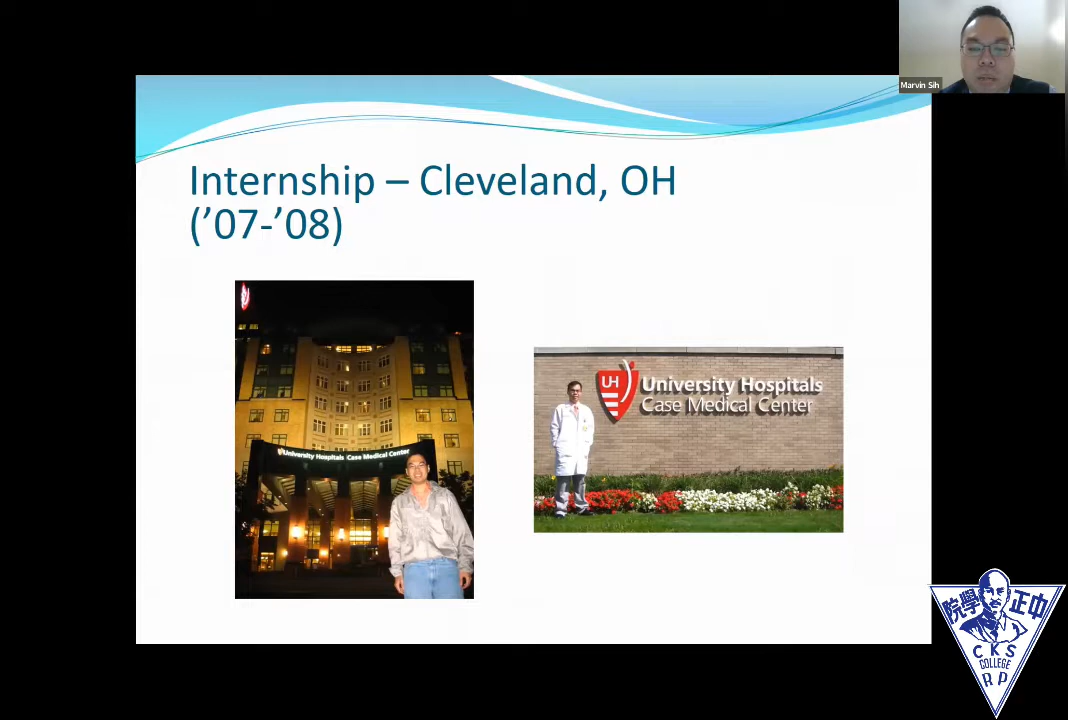 Marvin Sih
Internship – Cleveland, OH
(’07-’08)
University Hospitals Case Medical Center
UH
University Hospitals
Case Medical Center
院學 正中
CKS
COLLEGE
RP